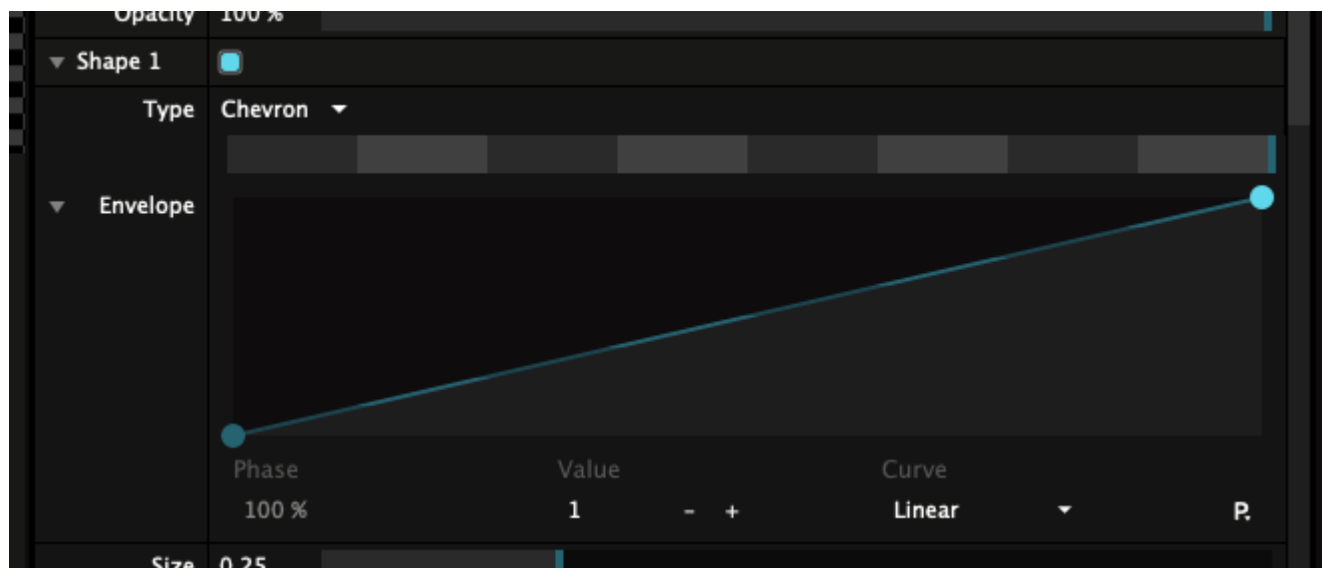 Opacity 100 %
Shape 1
Type Chevron
Envelope
Phase Value Curve
100 % 1 - + Linear P.
Size 0.25